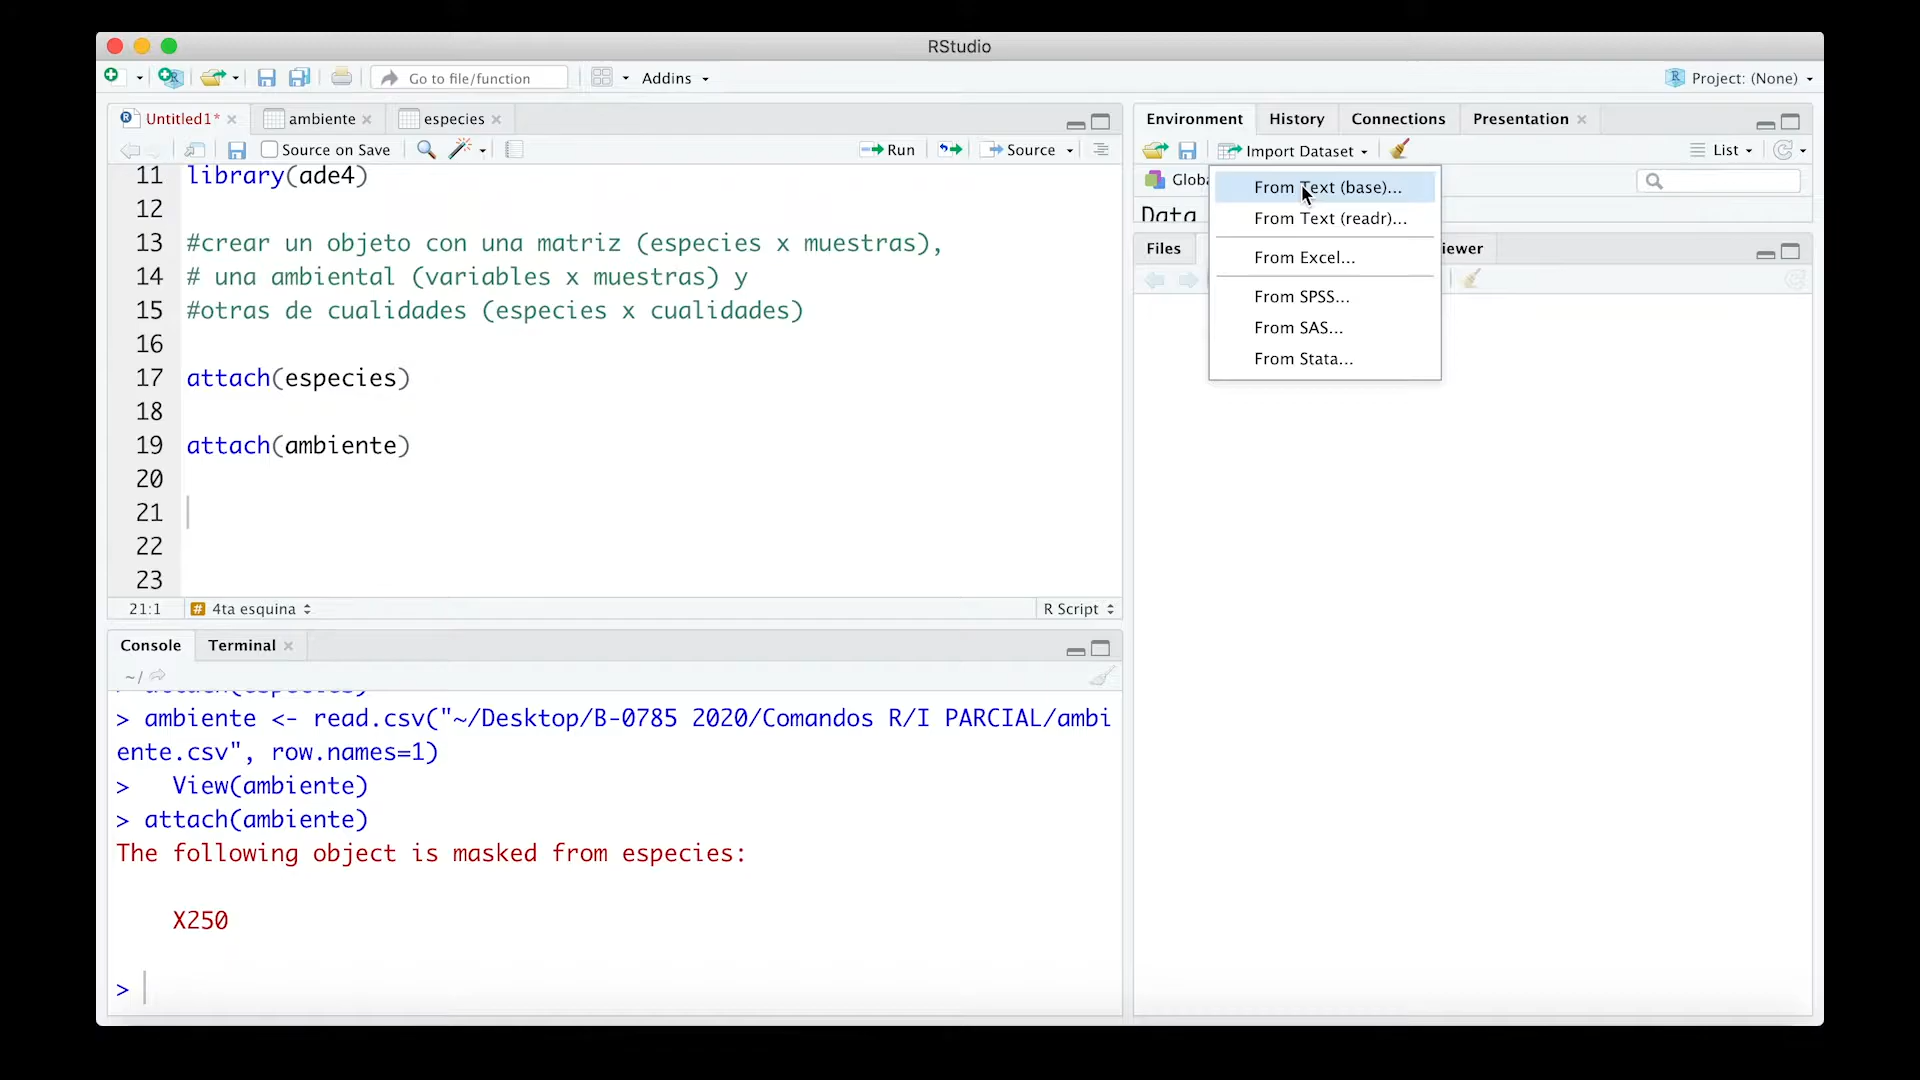 RStudio
Go to file/function
Addins
Project: (None)
Untitled1*
ambiente
especies
Source on Save
Run
Source
11 library(ade4)
12
13 #crear un objeto con una matriz (especies x muestras),
14 # una ambiental (variables x muestras) y
15 #otras de cualidades (especies x cualidades)
16
17 attach(especies)
18
19 attach(ambiente)
20
21
22
23
21:1
4ta esquina
R Script
Console
Terminal
~/
> attach(especies)
> ambiente <- read.csv("~/Desktop/B-0785 2020/Comandos R/I PARCIAL/ambi
ente.csv", row.names=1)
>   View(ambiente)
> attach(ambiente)
The following object is masked from especies:
X250
>
Environment
History
Connections
Presentation
Import Dataset
List
Globa
Data
From Text (base)...
From Text (readr)...
From Excel...
From SPSS...
From SAS...
From Stata...
Files
iewer